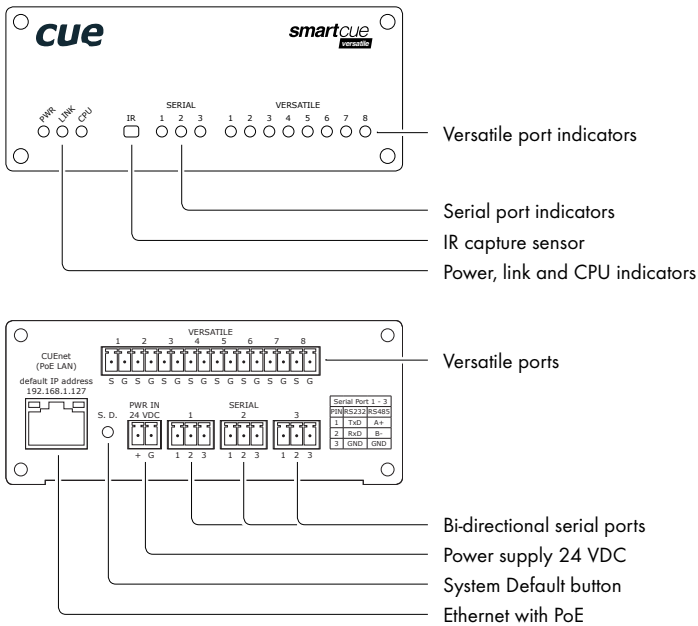 cue
smartcue
versatile
PWR LINK CPU
IR
SERIAL
1 2 3
VERSATILE
1 2 3 4 5 6 7 8
Versatile port indicators
Serial port indicators
IR capture sensor
Power, link and CPU indicators
VERSATILE
1 2 3 4 5 6 7 8
S G S G S G S G S G S G S G S G
CUEnet
(PoE LAN)
default IP address
192.168.1.127
S. D.
PWR IN
24 VDC
+ G
SERIAL
1 2 3
1 2 3 1 2 3 1 2 3
Serial Port 1 - 3
PIN RS232 RS485
1 TxD A+
2 RxD B-
3 GND GND
Versatile ports
Bi-directional serial ports
Power supply 24 VDC
System Default button
Ethernet with PoE